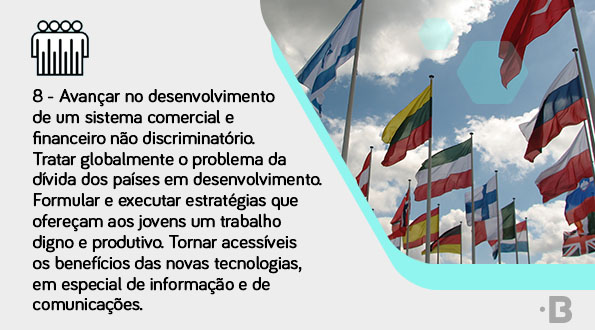 8 - Avançar no desenvolvimento
de um sistema comercial e
financeiro não discriminatório.
Tratar globalmente o problema da
dívida dos países em desenvolvimento.
Formular e executar estratégias que
ofereçam aos jovens um trabalho
digno e produtivo. Tornar acessíveis
os benefícios das novas tecnologias,
em especial de informação e de
comunicações.
B